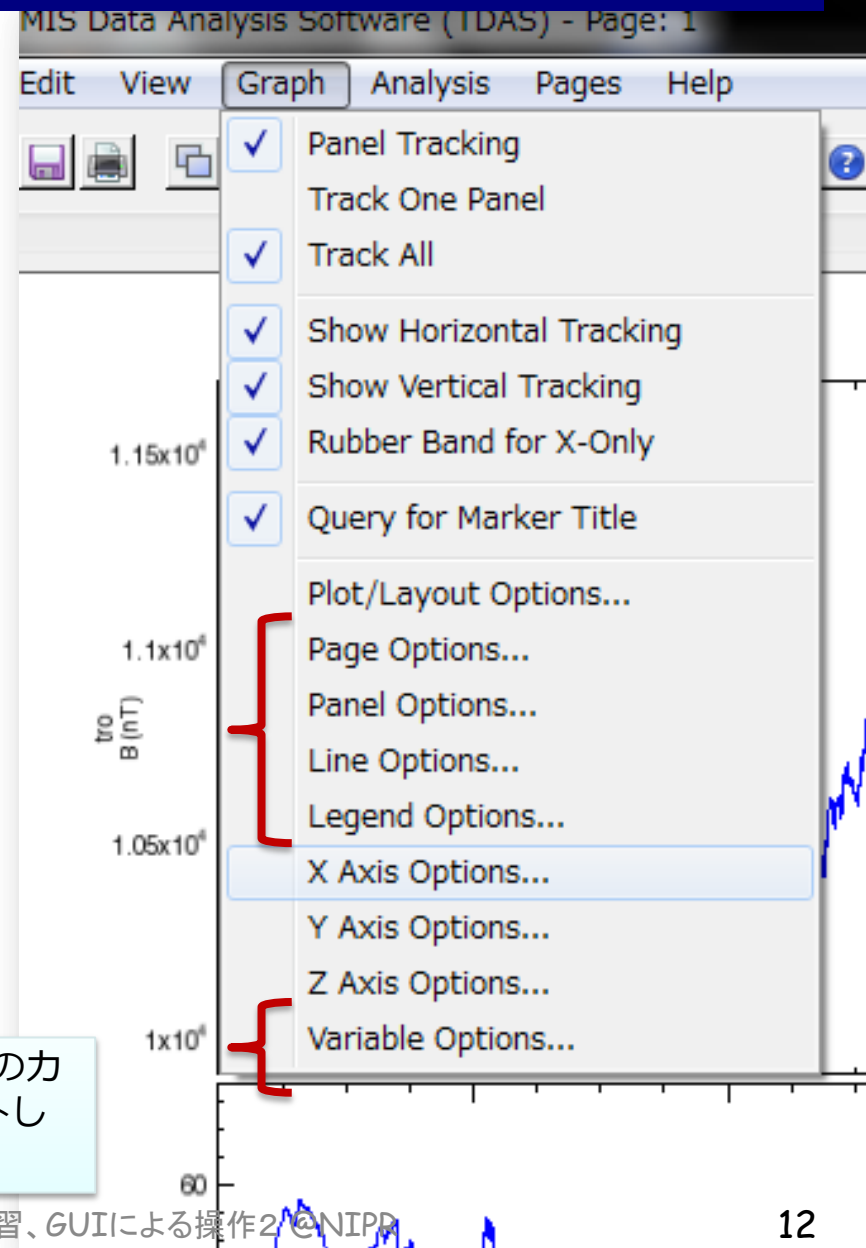 MIS Data Analysis Software (TDAS) - Page: 1
Edit View Graph Analysis Pages Help
Panel Tracking
Track One Panel
Track All
Show Horizontal Tracking
Show Vertical Tracking
Rubber Band for X-Only
Query for Marker Title
Plot/Layout Options...
Page Options...
Panel Options...
Line Options...
Legend Options...
X Axis Options...
Y Axis Options...
Z Axis Options...
Variable Options...
1.15x10⁴
1.1x10⁴
tro
B (nT)
1.05x10⁴
1x10⁴
のカ
トし
60
習、GUIによる操作2 @NIPR
12